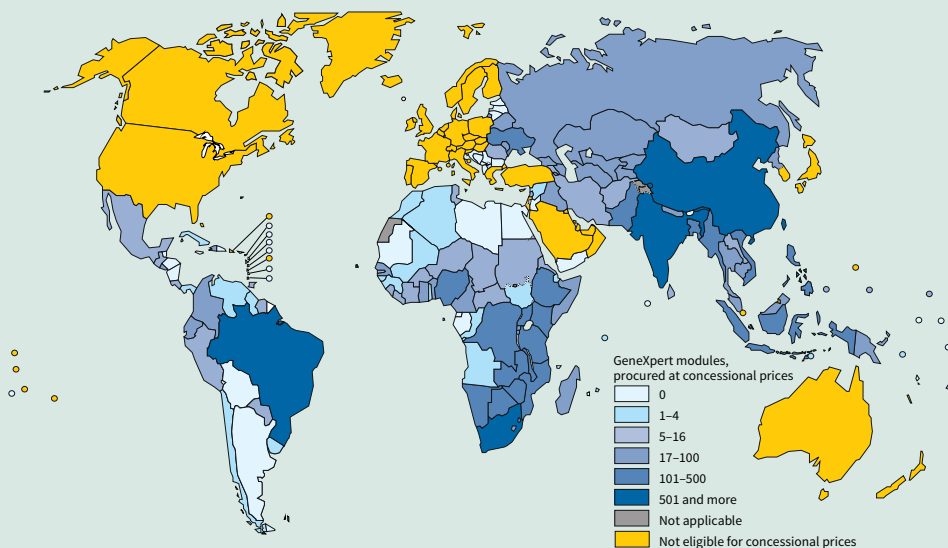 GeneXpert modules,
procured at concessional prices
0
1–4
5–16
17–100
101–500
501 and more
Not applicable
Not eligible for concessional prices